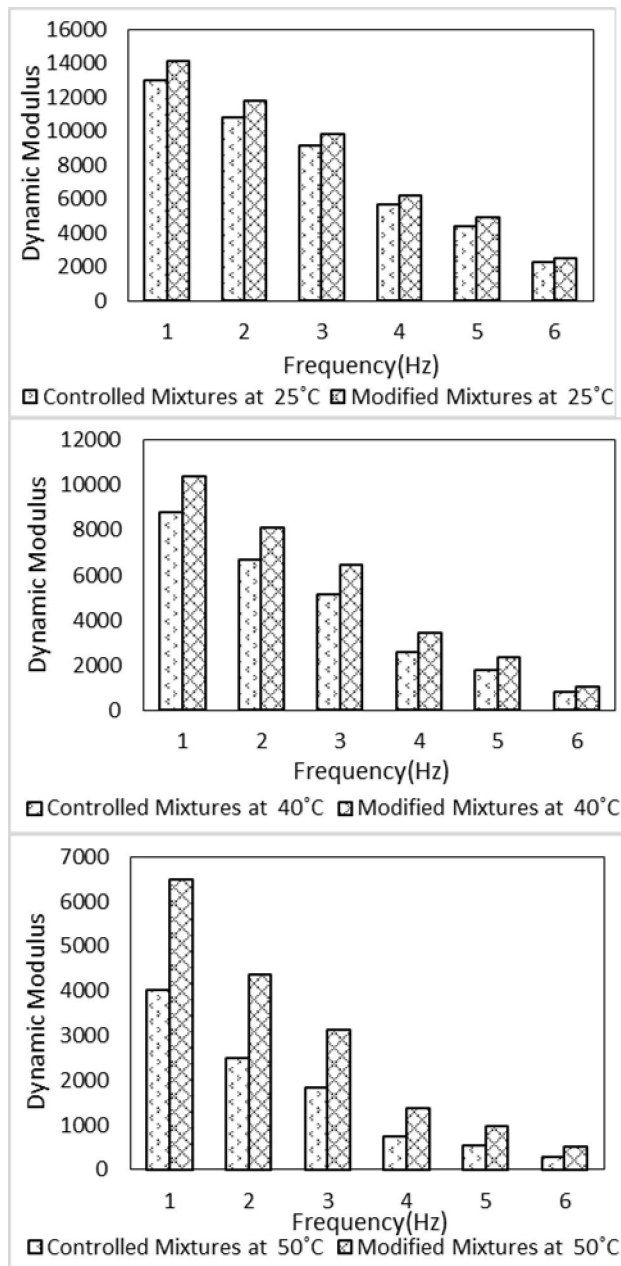 16000
14000
12000
10000
8000
6000
4000
2000
0
Dynamic Modulus
1 2 3 4 5 6
Frequency(Hz)
Controlled Mixtures at 25˚C Modified Mixtures at 25˚C
12000
10000
8000
6000
4000
2000
0
Dynamic Modulus
1 2 3 4 5 6
Frequency(Hz)
Controlled Mixtures at 40˚C Modified Mixtures at 40˚C
7000
6000
5000
4000
3000
2000
1000
0
Dynamic Modulus
1 2 3 4 5 6
Frequency(Hz)
Controlled Mixtures at 50˚C Modified Mixtures at 50˚C